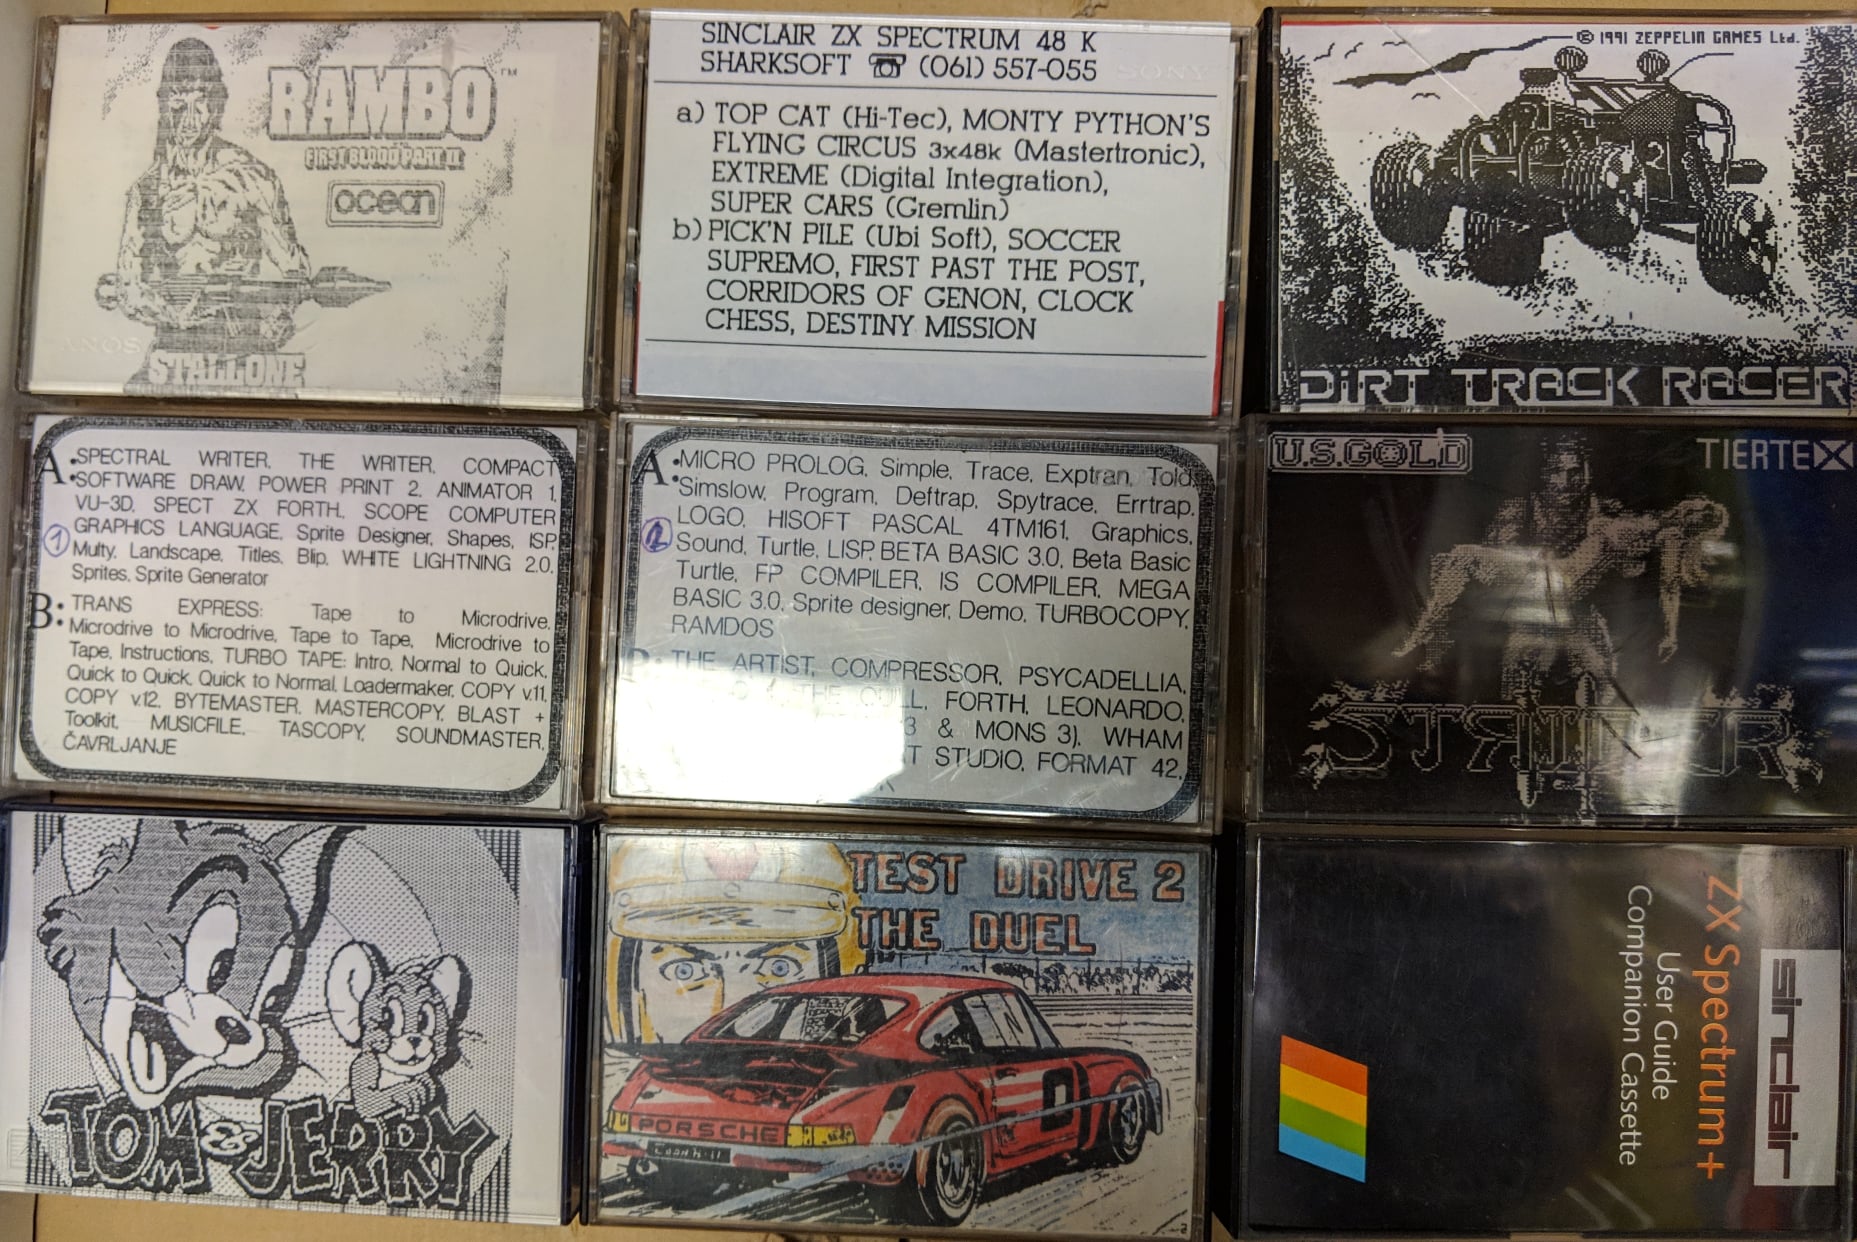 RAMBO™
FIRST BLOOD PART II
ocean
SONY
STALLONE
SINCLAIR ZX SPECTRUM 48 K
SHARKSOFT ☎ (061) 557-055
SONY
a) TOP CAT (Hi-Tec), MONTY PYTHON'S
FLYING CIRCUS 3x48k (Mastertronic),
EXTREME (Digital Integration),
SUPER CARS (Gremlin)
b) PICK'N PILE (Ubi Soft), SOCCER
SUPREMO, FIRST PAST THE POST,
CORRIDORS OF GENON, CLOCK
CHESS, DESTINY MISSION
© 1991 ZEPPELIN GAMES Ltd.
2
DIRT TRACK RACER
A: SPECTRAL WRITER, THE WRITER, COMPACT
SOFTWARE DRAW, POWER PRINT 2, ANIMATOR 1,
VU-3D, SPECT ZX FORTH, SCOPE COMPUTER
GRAPHICS LANGUAGE, Sprite Designer, Shapes, ISP,
1 Multy, Landscape, Titles, Blip, WHITE LIGHTNING 2.0,
Sprites, Sprite Generator
B: TRANS EXPRESS: Tape to Microdrive,
Microdrive to Microdrive, Tape to Tape, Microdrive to
Tape, Instructions, TURBO TAPE: Intro, Normal to Quick,
Quick to Quick, Quick to Normal, Loadermaker, COPY v.11,
COPY v.12, BYTEMASTER, MASTERCOPY, BLAST +
Toolkit, MUSICFILE, TASCOPY, SOUNDMASTER,
ČAVRLJANJE
A: MICRO PROLOG, Simple, Trace, Exptran, Told,
Simslow, Program, Deftrap, Spytrace, Errtrap,
LOGO, HISOFT PASCAL 4TM161, Graphics,
2 Sound, Turtle, LISP, BETA BASIC 3.0, Beta Basic
Turtle, FP COMPILER, IS COMPILER, MEGA
BASIC 3.0, Sprite designer, Demo, TURBOCOPY,
RAMDOS
THE ARTIST, COMPRESSOR, PSYCADELLIA,
THE QUILL, FORTH, LEONARDO,
3 & MONS 3), WHAM
STUDIO, FORMAT 42,
U.S. GOLD
TIERTEX
STRIDER
TOM & JERRY
TEST DRIVE 2
THE DUEL
PORSCHE
sinclair
ZX Spectrum +
User Guide
Companion Cassette